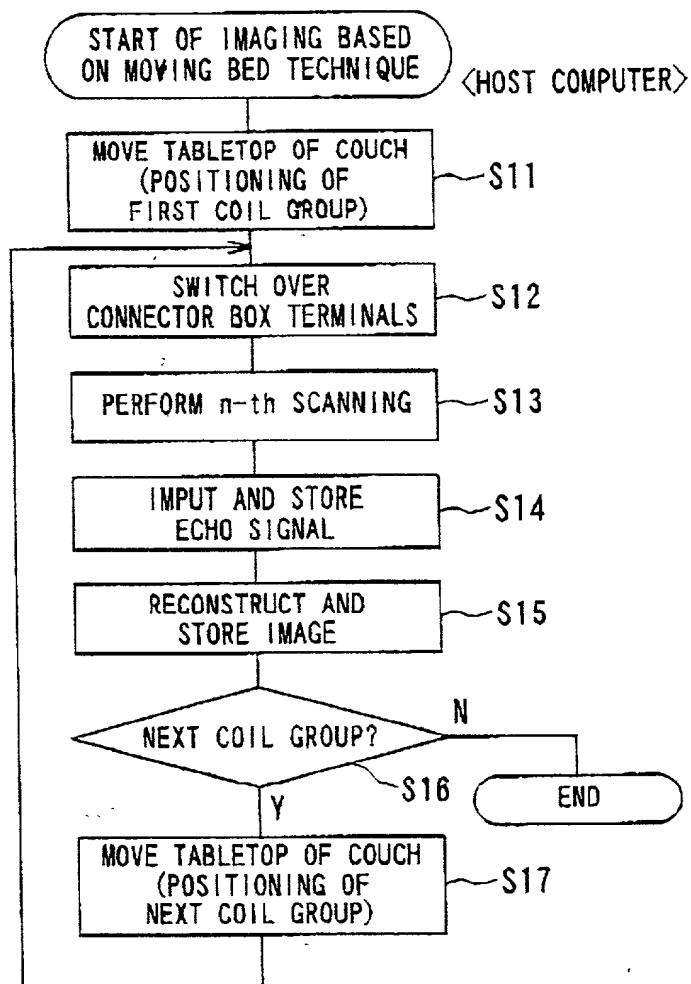 START OF IMAGING BASED
ON MOVING BED TECHNIQUE
<HOST COMPUTER>
MOVE TABLETOP OF COUCH
(POSITIONING OF
FIRST COIL GROUP)
S11
SWITCH OVER
CONNECTOR BOX TERMINALS
S12
PERFORM n-th SCANNING
S13
IMPUT AND STORE
ECHO SIGNAL
S14
RECONSTRUCT AND
STORE IMAGE
S15
NEXT COIL GROUP?
N
S16
END
Y
MOVE TABLETOP OF COUCH
(POSITIONING OF
NEXT COIL GROUP)
S17